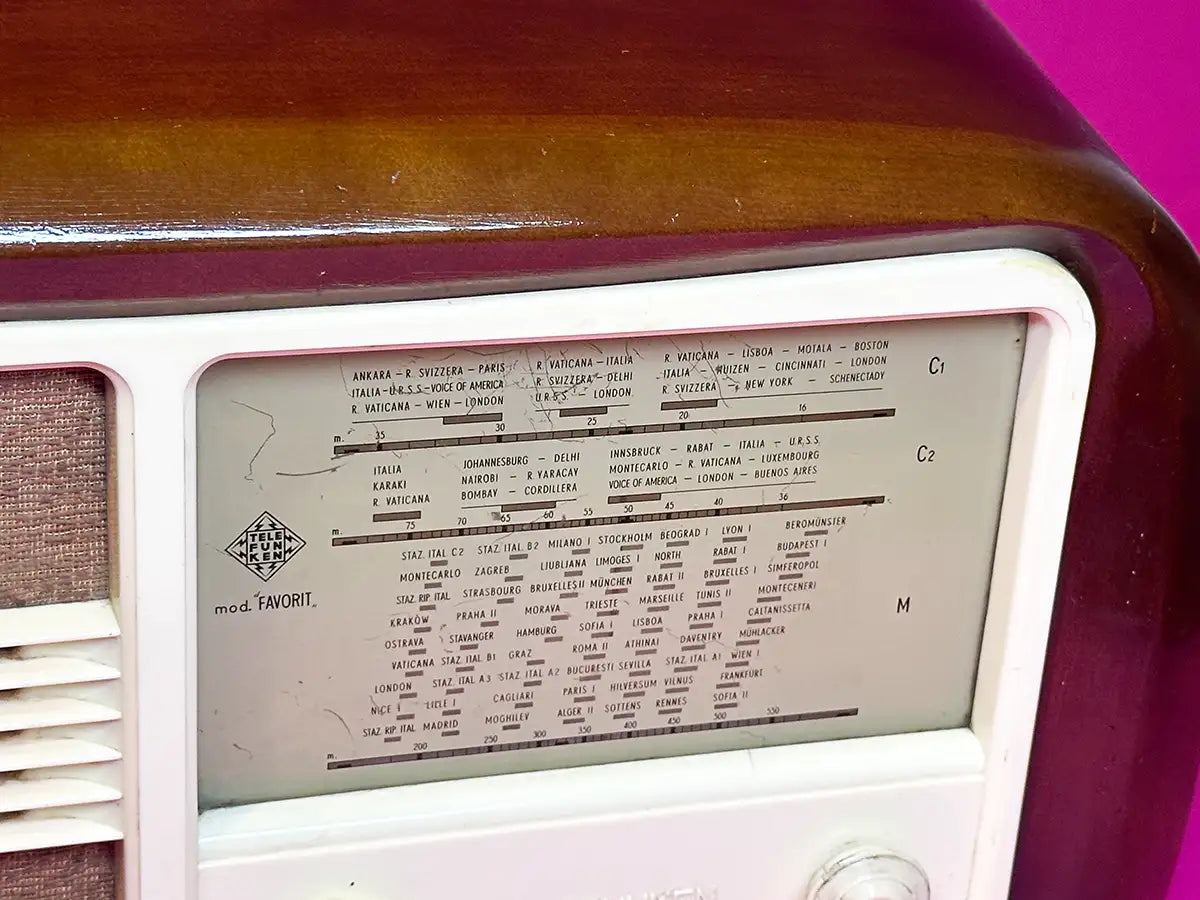 ANKARA – R. SVIZZERA – PARIS
ITALIA – U.R.S.S. – VOICE OF AMERICA
R. VATICANA – WIEN – LONDON
R. VATICANA – ITALIA
R. SVIZZERA – DELHI
U.R.S.S. – LONDON
R. VATICANA – LISBOA – MOTALA – BOSTON
ITALIA – HUIZEN – CINCINNATI – LONDON
R. SVIZZERA – NEW YORK – SCHENECTADY
C1
m. 35 30 25 20 16
ITALIA
KARAKI
R. VATICANA
JOHANNESBURG – DELHI
NAIROBI – R. YARACAY
BOMBAY – CORDILLERA
INNSBRUCK – RABAT – ITALIA – U.R.S.S.
MONTECARLO – R. VATICANA – LUXEMBOURG
VOICE OF AMERICA – LONDON – BUENOS AIRES
C2
m. 75 70 65 60 55 50 45 40 36
TELE
FUN
KEN
mod. "FAVORIT"
STAZ. ITAL C2 STAZ. ITAL B2 MILANO I STOCKHOLM BEOGRAD I LYON I BEROMÜNSTER
MONTECARLO ZAGREB LJUBLJANA LIMOGES I NORTH RABAT I BUDAPEST I
STAZ. RIP. ITAL STRASBOURG BRUXELLES II MÜNCHEN RABAT II BRUXELLES I SIMFEROPOL
KRAKÒW PRAHA II MORAVA TRIESTE MARSEILLE TUNIS II MONTECENERI
OSTRAVA STAVANGER HAMBURG SOFIA I LISBOA PRAHA I CALTANISSETTA
VATICANA STAZ. ITAL B1 GRAZ ROMA II ATHINAI DAVENTRY MÜHLACKER
LONDON STAZ. ITAL A3 STAZ. ITAL A2 BUCURESTI SEVILLA STAZ. ITAL A1 WIEN I
NICE I LILLE I CAGLIARI PARIS I HILVERSUM VILNUS FRANKFURT
STAZ. RIP. ITAL MADRID MOGHILEV ALGER II SOTTENS RENNES SOFIA II
M
m. 200 250 300 350 400 450 500 550